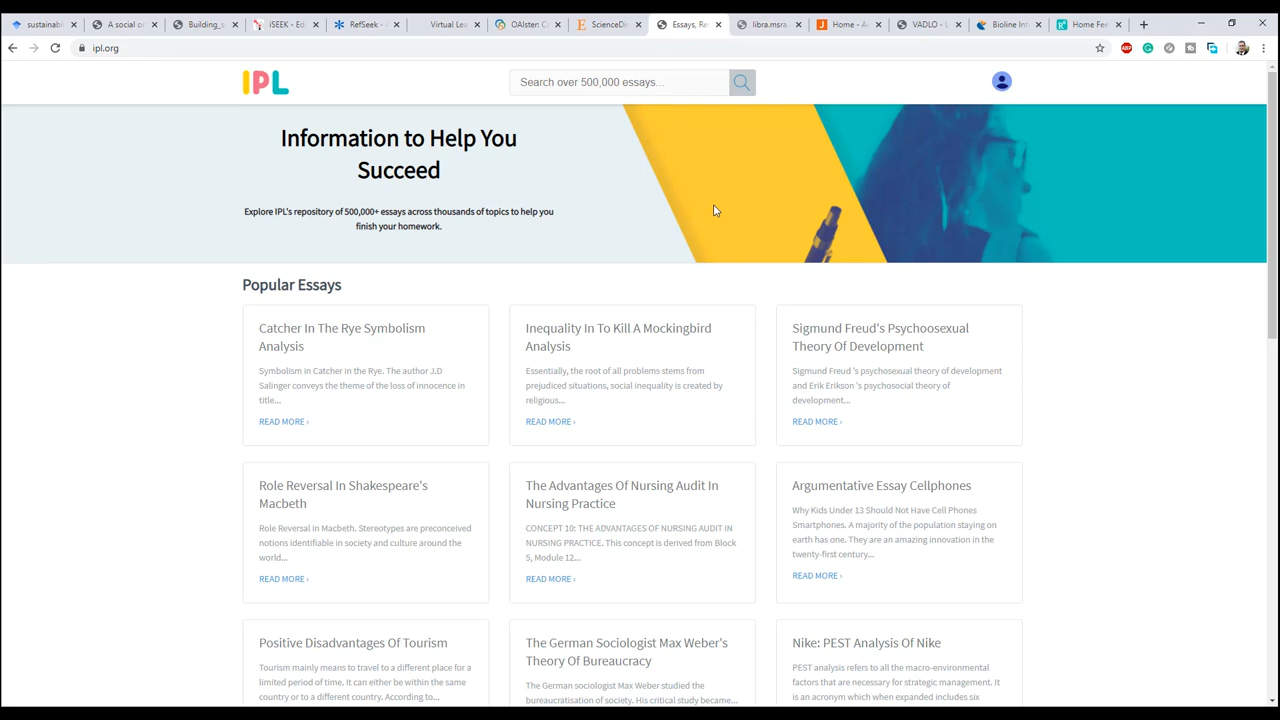 sustainabili
A social or
Building_s
iSEEK - Edu
RefSeek - A
Virtual Lea
OAIster: Ca
ScienceDire
Essays, Re
libra.msra
Home - Ac
VADLO - L
Bioline Int
Home Fee
ipl.org
IPL
Search over 500,000 essays...
Information to Help You
Succeed
Explore IPL's repository of 500,000+ essays across thousands of topics to help you
finish your homework.
Popular Essays
Catcher In The Rye Symbolism
Analysis
Symbolism in Catcher in the Rye. The author J.D
Salinger conveys the theme of the loss of innocence in
title...
READ MORE ›
Inequality In To Kill A Mockingbird
Analysis
Essentially, the root of all problems stems from
prejudiced situations, social inequality is created by
religious...
READ MORE ›
Sigmund Freud's Psychoosexual
Theory Of Development
Sigmund Freud 's psychosexual theory of development
and Erik Erikson 's psychosocial theory of
development...
READ MORE ›
Role Reversal In Shakespeare's
Macbeth
Role Reversal in Macbeth. Stereotypes are preconceived
notions identifiable in society and culture around the
world...
READ MORE ›
The Advantages Of Nursing Audit In
Nursing Practice
CONCEPT 10: THE ADVANTAGES OF NURSING AUDIT IN
NURSING PRACTICE. This concept is derived from Block
5, Module 12...
READ MORE ›
Argumentative Essay Cellphones
Why Kids Under 13 Should Not Have Cell Phones
Smartphones. A majority of the population staying on
earth has one. They are an amazing innovation in the
twenty-first century...
READ MORE ›
Positive Disadvantages Of Tourism
Tourism mainly means to travel to a different place for a
limited period of time. It can either be within the same
country or to a different country. According to...
The German Sociologist Max Weber's
Theory Of Bureaucracy
The German sociologist Max Weber studied the
bureaucratisation of society. His critical study became...
Nike: PEST Analysis Of Nike
PEST analysis refers to all the macro-environmental
factors that are necessary for strategic management. It
is an acronym which when expanded includes six